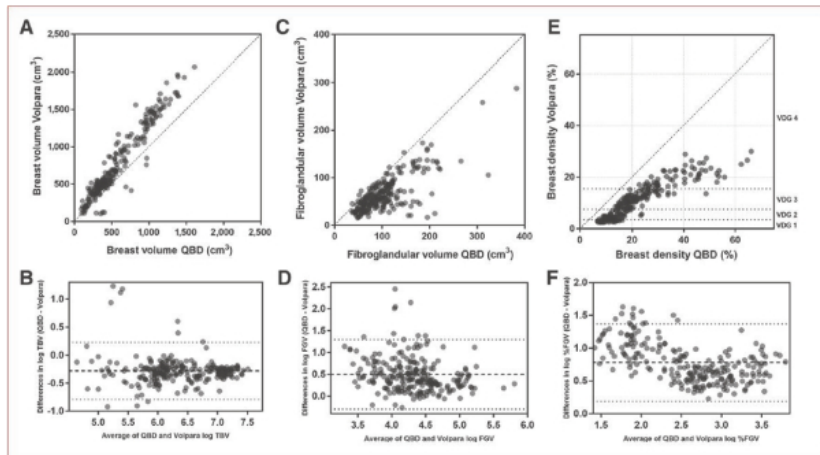 A
Breast volume Volpara (cm³)
2,500
2,000
1,500
1,000
500
0
0 500 1,000 1,500 2,000 2,500
Breast volume QBD (cm³)
C
Fibroglandular volume Volpara (cm³)
400
300
200
100
0
0 100 200 300 400
Fibroglandular volume QBD (cm³)
E
Breast density Volpara (%)
60
40
20
0
0 20 40 60
Breast density QBD (%)
VDG 4
VDG 3
VDG 2
VDG 1
B
Differences in log TBV (QBD - Volpara)
1.0
0.5
0.0
-0.5
-1.0
5.0 5.5 6.0 6.5 7.0 7.5
Average of QBD and Volpara log TBV
D
Differences in log FGV (QBD - Volpara)
2.5
2.0
1.5
1.0
0.5
0.0
3.5 4.0 4.5 5.0 5.5 6.0
Average of QBD and Volpara log FGV
F
Differences in log %FGV (QBD - Volpara)
2.0
1.5
1.0
0.5
0.0
1.5 2.0 2.5 3.0 3.5
Average of QBD and Volpara log %FGV